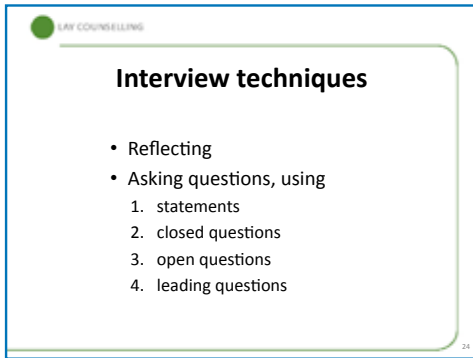 LAY COUNSELLING
Interview techniques
• Reflecting
• Asking questions, using
1. statements
2. closed questions
3. open questions
4. leading questions
24